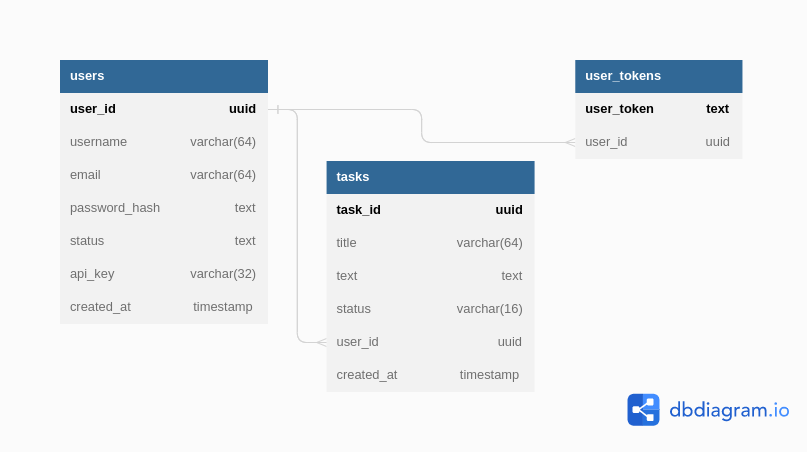 users
user_id uuid
username varchar(64)
email varchar(64)
password_hash text
status text
api_key varchar(32)
created_at timestamp
tasks
task_id uuid
title varchar(64)
text text
status varchar(16)
user_id uuid
created_at timestamp
user_tokens
user_token text
user_id uuid
dbdiagram.io